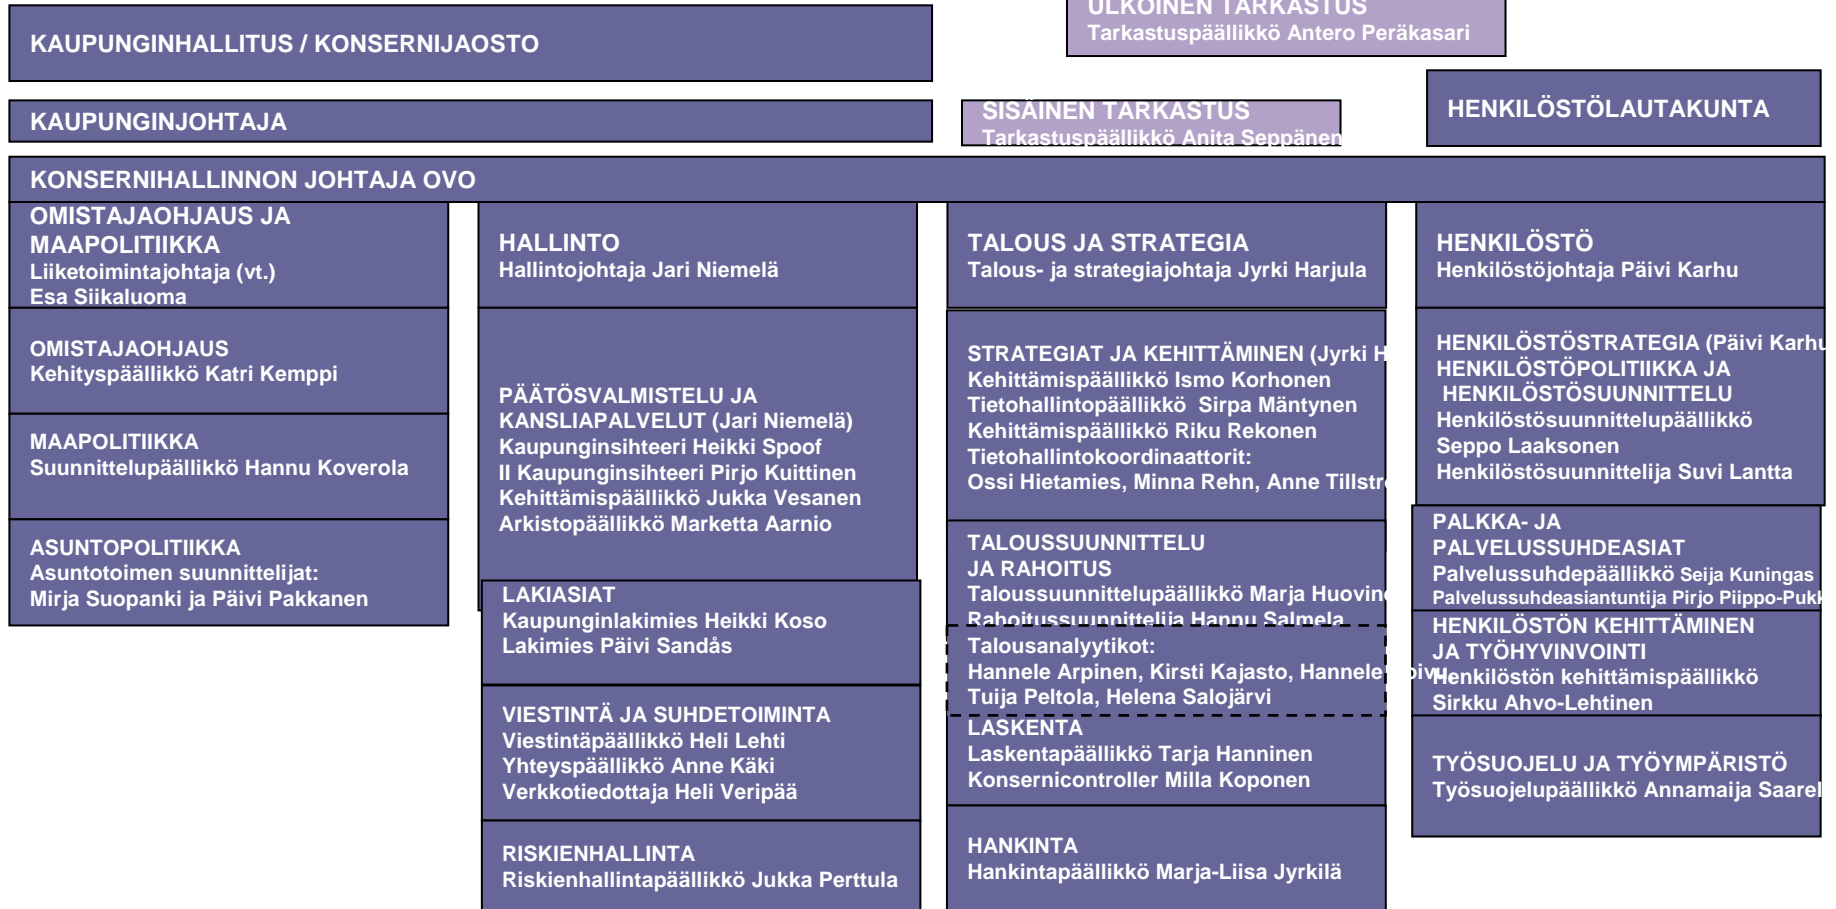 ULKOINEN TARKASTUS
Tarkastuspäällikkö Antero Peräkasari
KAUPUNGINHALLITUS / KONSERNIJAOSTO
KAUPUNGINJOHTAJA
SISÄINEN TARKASTUS
Tarkastuspäällikkö Anita Seppänen
HENKILÖSTÖLAUTAKUNTA
KONSERNIHALLINNON JOHTAJA OVO
OMISTAJAOHJAUS JA
MAAPOLITIIKKA
Liiketoimintajohtaja (vt.)
Esa Siikaluoma
OMISTAJAOHJAUS
Kehityspäällikkö Katri Kemppi
MAAPOLITIIKKA
Suunnittelupäällikkö Hannu Koverola
ASUNTOPOLITIIKKA
Asuntotoimen suunnittelijat:
Mirja Suopanki ja Päivi Pakkanen
HALLINTO
Hallintojohtaja Jari Niemelä
PÄÄTÖSVALMISTELU JA
KANSLIAPALVELUT (Jari Niemelä)
Kaupunginsihteeri Heikki Spoof
II Kaupunginsihteeri Pirjo Kuittinen
Kehittämispäällikkö Jukka Vesanen
Arkistopäällikkö Marketta Aarnio
LAKIASIAT
Kaupunginlakimies Heikki Koso
Lakimies Päivi Sandås
VIESTINTÄ JA SUHDETOIMINTA
Viestintäpäällikkö Heli Lehti
Yhteyspäällikkö Anne Käki
Verkkotiedottaja Heli Veripää
RISKIENHALLINTA
Riskienhallintapäällikkö Jukka Perttula
TALOUS JA STRATEGIA
Talous- ja strategiajohtaja Jyrki Harjula
STRATEGIAT JA KEHITTÄMINEN (Jyrki H
Kehittämispäällikkö Ismo Korhonen
Tietohallintopäällikkö Sirpa Mäntynen
Kehittämispäällikkö Riku Rekonen
Tietohallintokoordinaattorit:
Ossi Hietamies, Minna Rehn, Anne Tillstr
TALOUSSUUNNITTELU
JA RAHOITUS
Taloussuunnittelupäällikkö Marja Huovin
Rahoitussuunnittelija Hannu Salmela
Talousanalyytikot:
Hannele Arpinen, Kirsti Kajasto, Hannele
Tuija Peltola, Helena Salojärvi
LASKENTA
Laskentapäällikkö Tarja Hanninen
Konsernicontroller Milla Koponen
HANKINTA
Hankintapäällikkö Marja-Liisa Jyrkilä
HENKILÖSTÖ
Henkilöstöjohtaja Päivi Karhu
HENKILÖSTÖSTRATEGIA (Päivi Karhu
HENKILÖSTÖPOLITIIKKA JA
HENKILÖSTÖSUUNNITTELU
Henkilöstösuunnittelupäällikkö
Seppo Laaksonen
Henkilöstösuunnittelija Suvi Lantta
PALKKA- JA
PALVELUSSUHDEASIAT
Palvelussuhdepäällikkö Seija Kuningas
Palvelussuhdeasiantuntija Pirjo Piippo-Pukk
HENKILÖSTÖN KEHITTÄMINEN
JA TYÖHYVINVOINTI
Henkilöstön kehittämispäällikkö
Sirkku Ahvo-Lehtinen
TYÖSUOJELU JA TYÖYMPÄRISTÖ
Työsuojelupäällikkö Annamaija Saarel